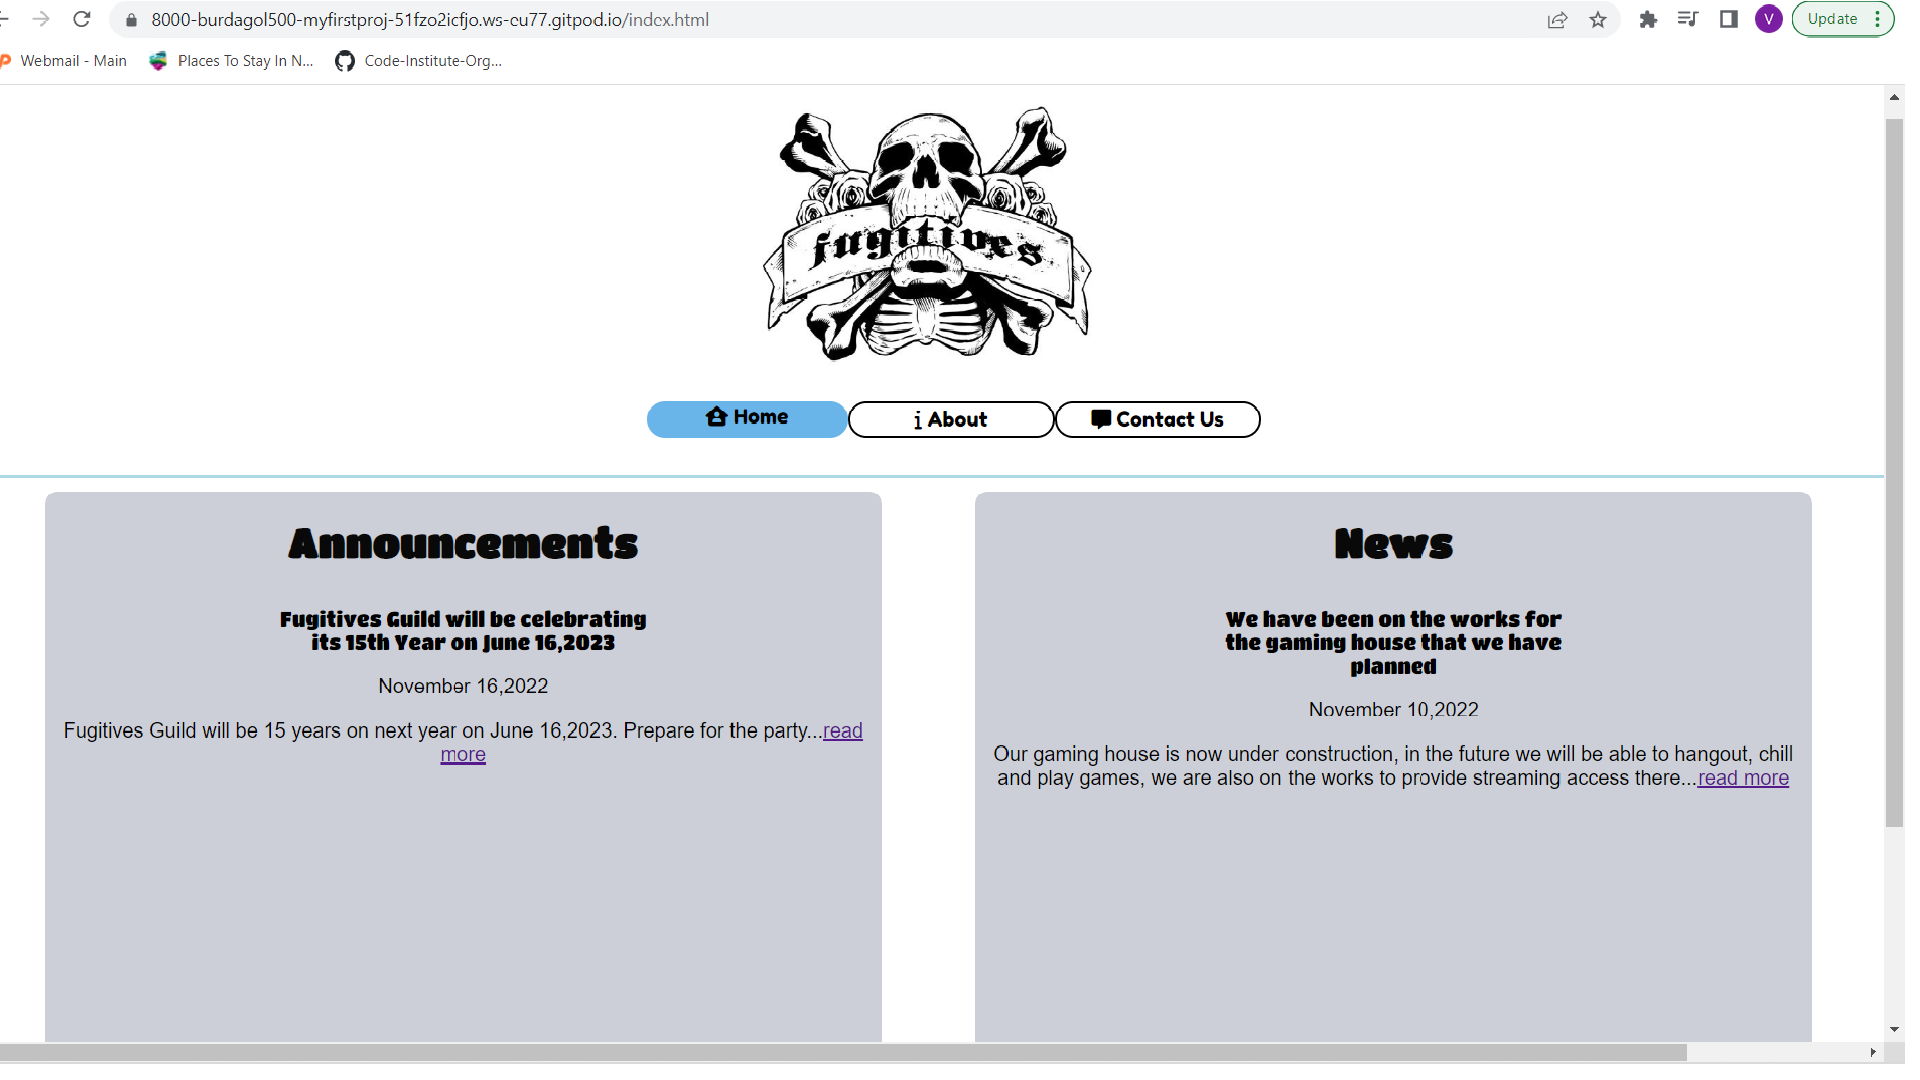 8000-burdagol500-myfirstproj-51fzo2icfjo.ws-eu77.gitpod.io/index.html
V
Update
Webmail - Main
Places To Stay In N...
Code-Institute-Org...
fugitives
Home
i About
Contact Us
Announcements
Fugitives Guild will be celebrating
its 15th Year on June 16,2023
November 16,2022
Fugitives Guild will be 15 years on next year on June 16,2023. Prepare for the party...read
more
News
We have been on the works for
the gaming house that we have
planned
November 10,2022
Our gaming house is now under construction, in the future we will be able to hangout, chill
and play games, we are also on the works to provide streaming access there...read more